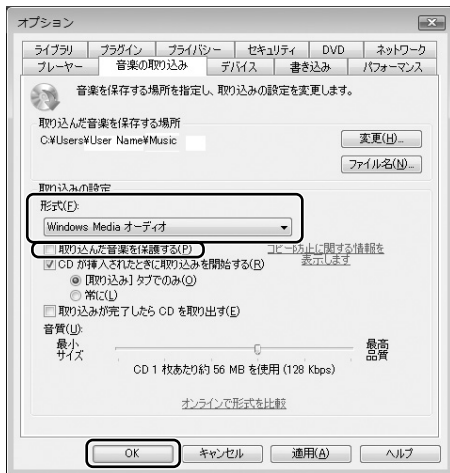 オプション
ライブラリ プラグイン プライバシー セキュリティ DVD ネットワーク
プレーヤー 音楽の取り込み デバイス 書き込み パフォーマンス
音楽を保存する場所を指定し、取り込みの設定を変更します。
取り込んだ音楽を保存する場所
C:¥Users¥User Name¥Music
変更(H)...
ファイル名(N)...
取り込みの設定
形式(F):
Windows Media オーディオ
取り込んだ音楽を保護する(P)
コピー防止に関する情報を
表示します
CD が挿入されたときに取り込みを開始する(R)
[取り込み] タブでのみ(O)
常に(L)
取り込みが完了したら CD を取り出す(E)
音質(U):
最小
サイズ
最高
品質
CD 1 枚あたり約 56 MB を使用 (128 Kbps)
オンラインで形式を比較
OK キャンセル 適用(A) ヘルプ